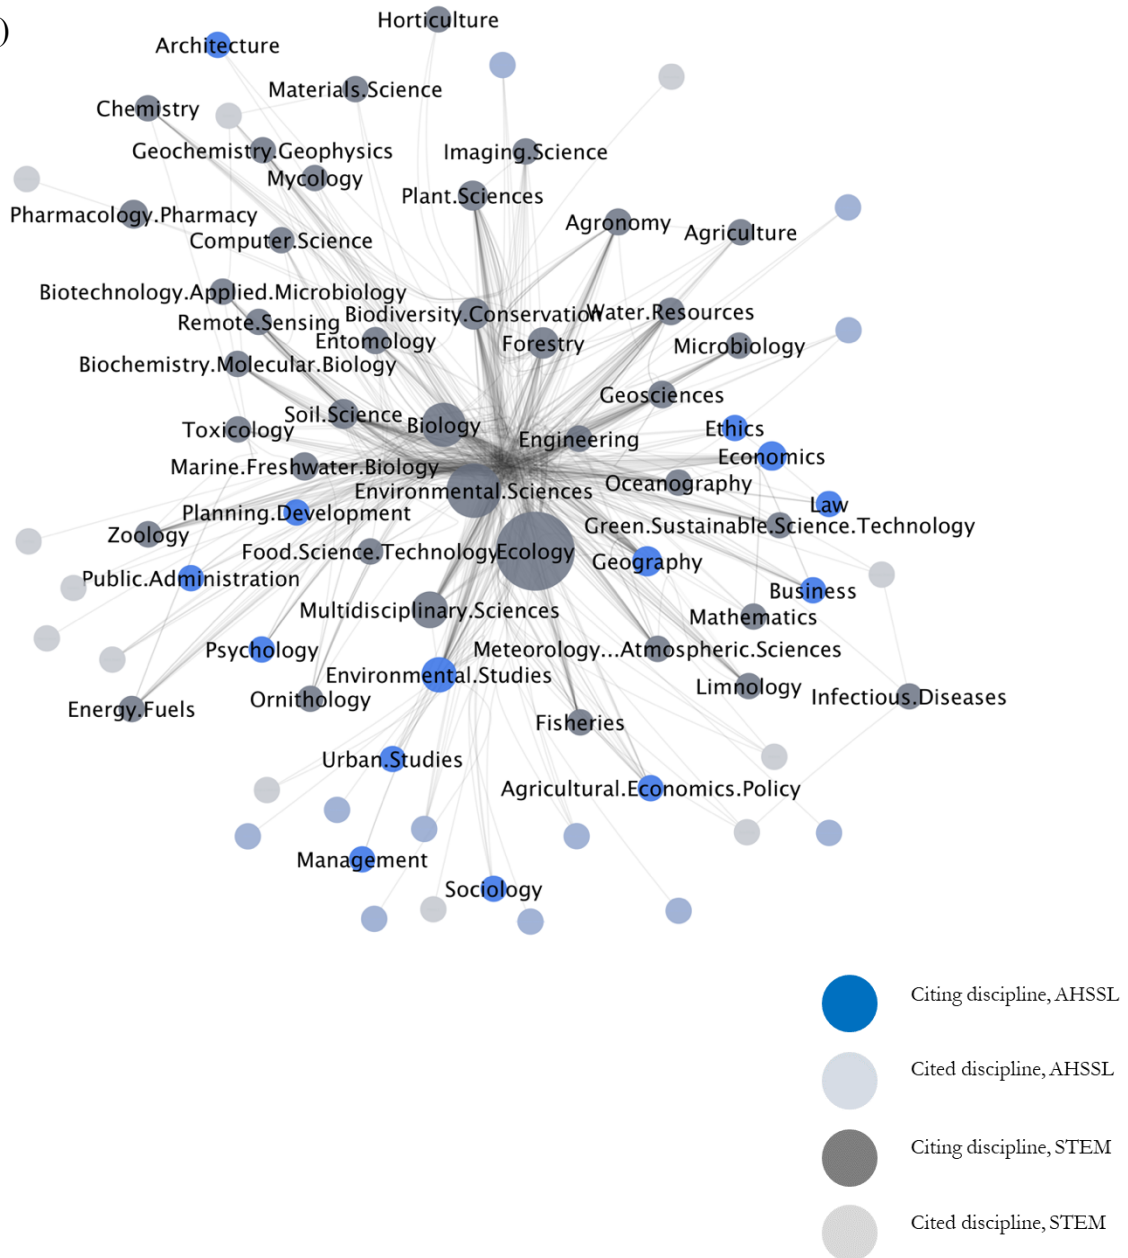 )
Horticulture
Architecture
Materials.Science
Chemistry
Geochemistry.Geophysics
Imaging.Science
Mycology
Plant.Sciences
Pharmacology.Pharmacy
Agronomy
Agriculture
Computer.Science
Biotechnology.Applied.Microbiology
Biodiversity.Conservation
Water.Resources
Remote.Sensing
Entomology
Forestry
Microbiology
Biochemistry.Molecular.Biology
Geosciences
Soil.Science
Biology
Toxicology
Ethics
Engineering
Economics
Marine.Freshwater.Biology
Oceanography
Environmental.Sciences
Law
Planning.Development
Green.Sustainable.Science.Technology
Zoology
Food.Science.Technology
Ecology
Geography
Public.Administration
Business
Multidisciplinary.Sciences
Mathematics
Psychology
Meteorology...Atmospheric.Sciences
Environmental.Studies
Limnology
Infectious.Diseases
Ornithology
Energy.Fuels
Fisheries
Urban.Studies
Agricultural.Economics.Policy
Management
Sociology
Citing discipline, AHSSL
Cited discipline, AHSSL
Citing discipline, STEM
Cited discipline, STEM